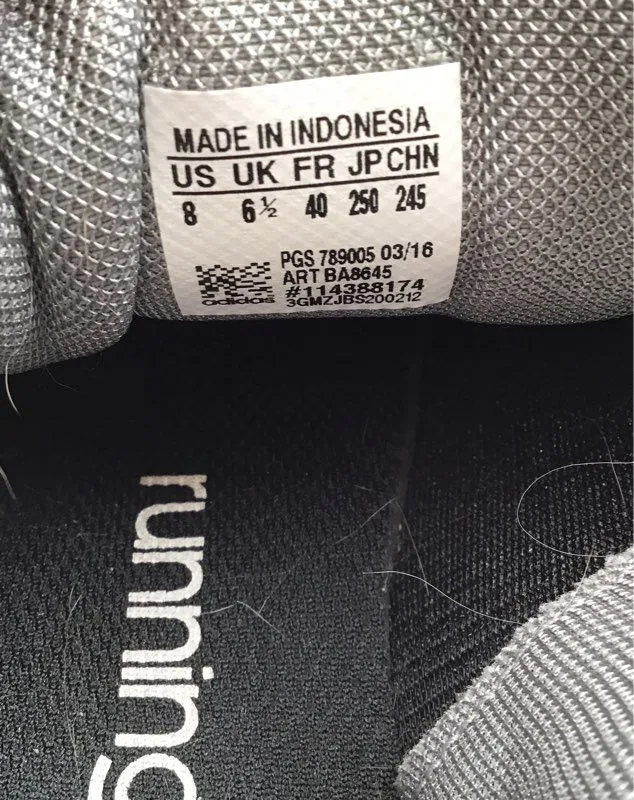 MADE IN INDONESIA
US UK FR JP CHN
8 6½ 40 250 245
PGS 789005 03/16
ART BA8645
#114388174
3GMZJBS200212
adidas
running